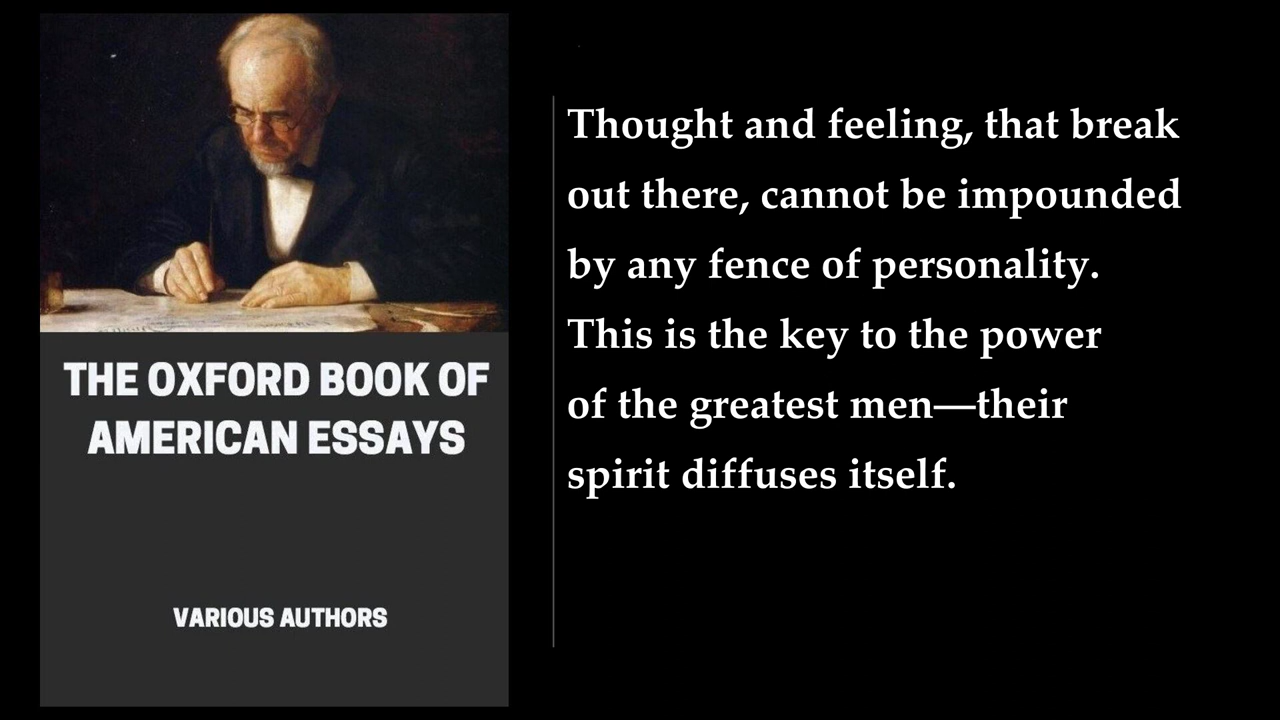 THE OXFORD BOOK OF
AMERICAN ESSAYS
VARIOUS AUTHORS
Thought and feeling, that break
out there, cannot be impounded
by any fence of personality.
This is the key to the power
of the greatest men—their
spirit diffuses itself.